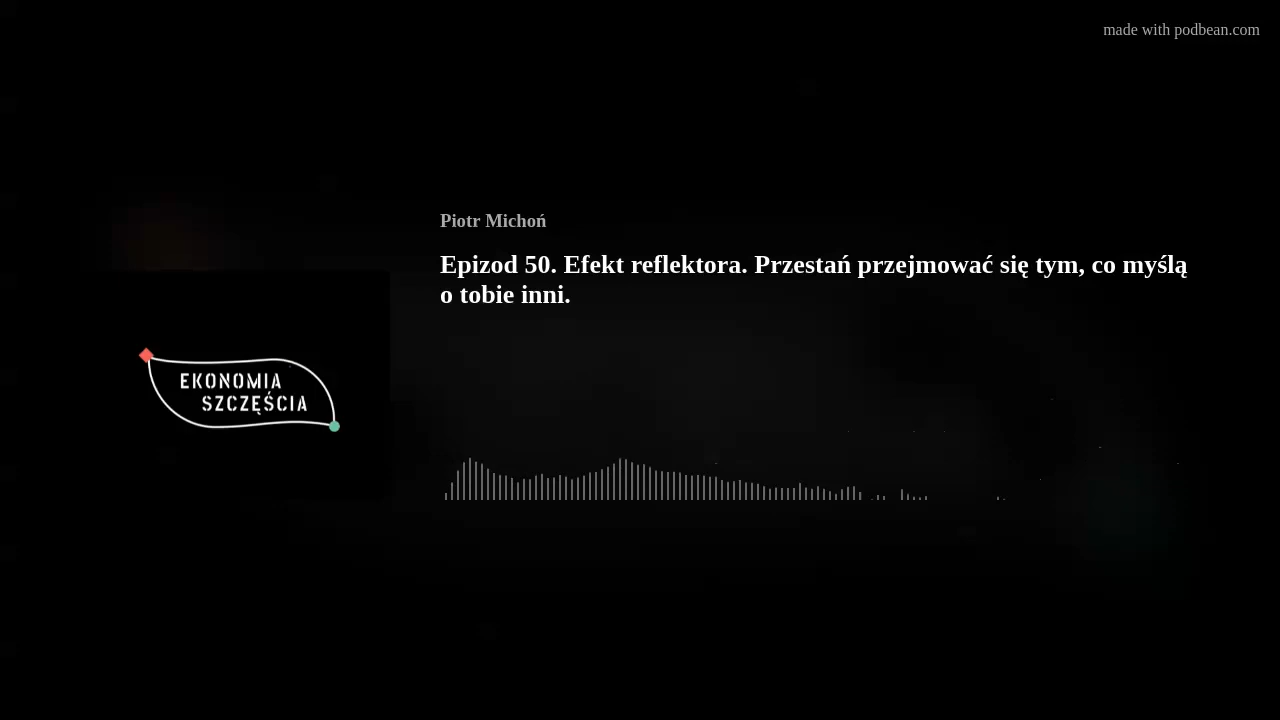 made with podbean.com
Piotr Michoń
Epizod 50. Efekt reflektora. Przestań przejmować się tym, co myślą
o tobie inni.
EKONOMIA
SZCZĘŚCIA